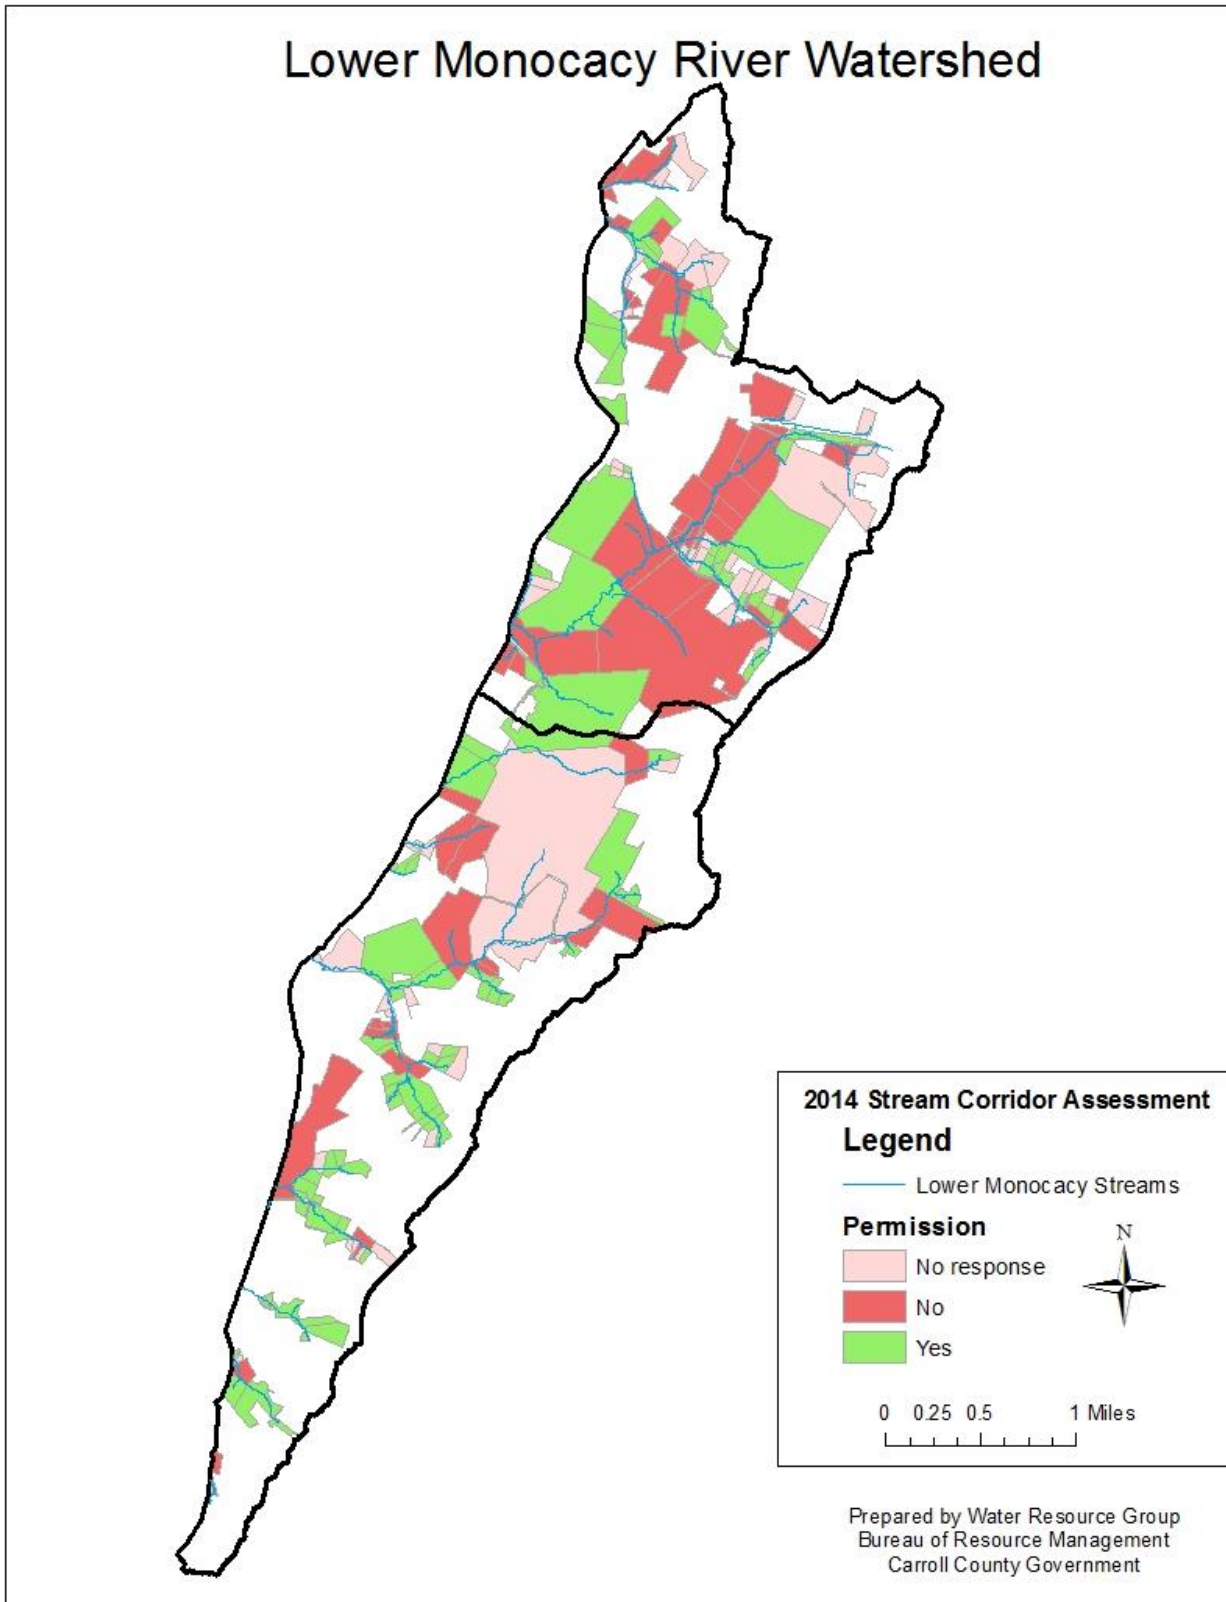 Lower Monocacy River Watershed
2014 Stream Corridor Assessment
Legend
Lower Monocacy Streams
Permission
N
No response
No
Yes
0 0.25 0.5 1 Miles
Prepared by Water Resource Group
Bureau of Resource Management
Carroll County Government